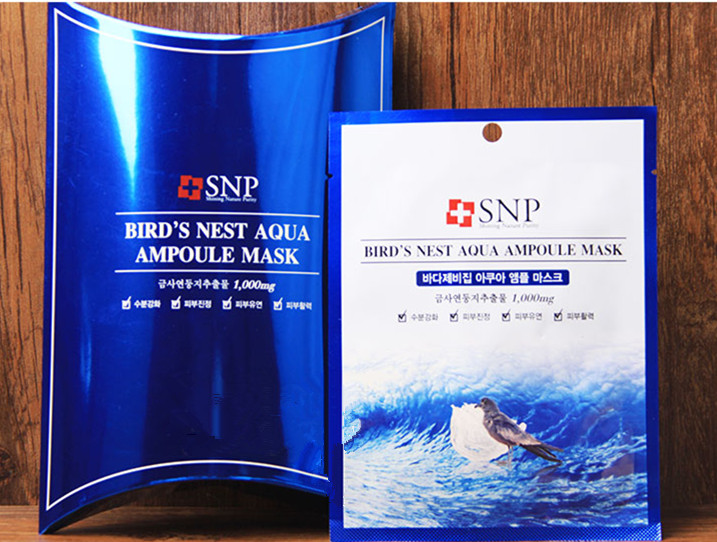 SNP
Shining Nature Purity
BIRD'S NEST AQUA
AMPOULE MASK
금사연둥지추출물 1,000mg
수분강화 피부진정 피부유연 피부활력
SNP
Shining Nature Purity
BIRD'S NEST AQUA AMPOULE MASK
바다제비집 아쿠아 앰플 마스크
금사연둥지추출물 1,000mg
수분강화 피부진정 피부유연 피부활력